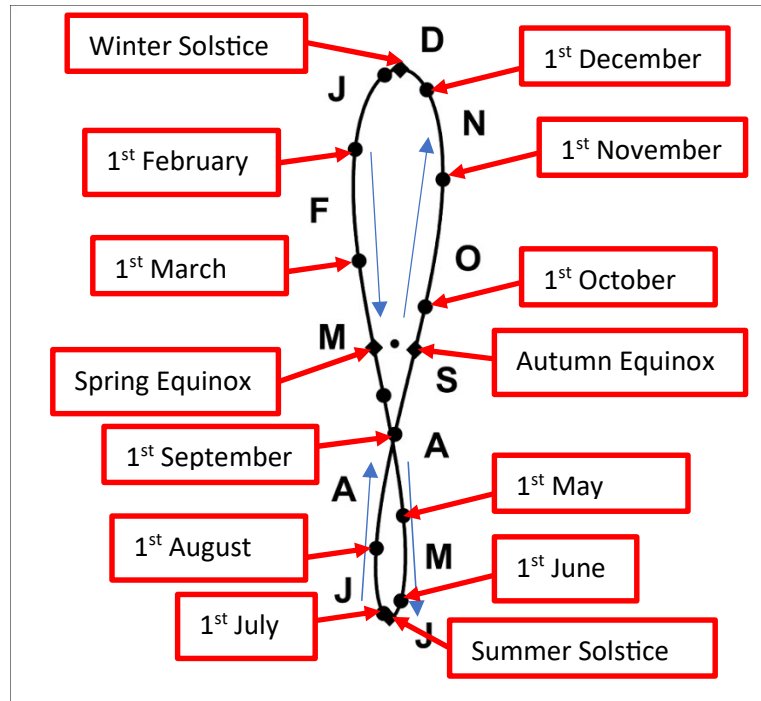 Winter Solstice
D
1st December
J
N
1st February
1st November
F
O
1st March
1st October
M
Spring Equinox
S
Autumn Equinox
1st September
A
A
1st May
1st August
M
J
1st June
1st July
J
Summer Solstice